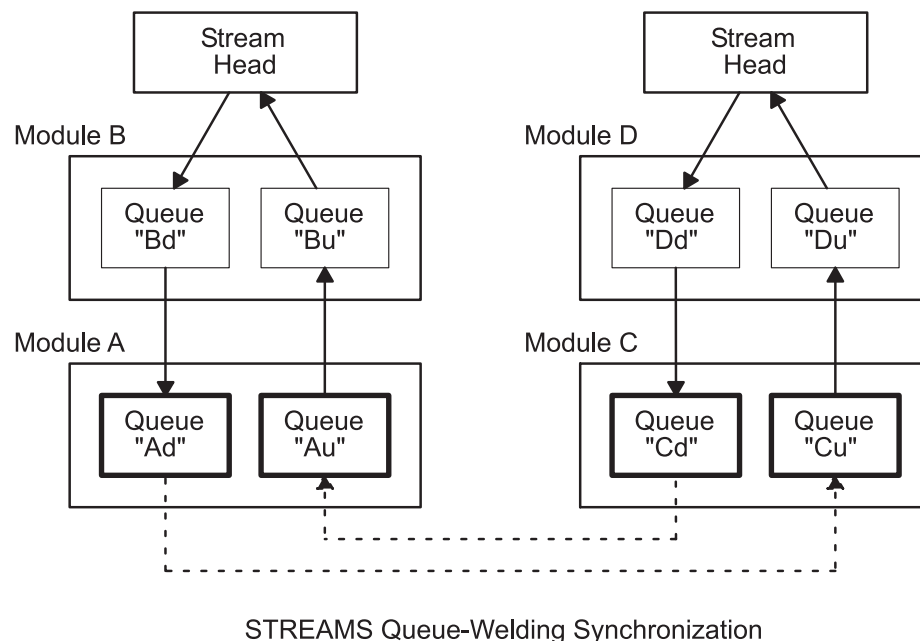 Stream
Head
Stream
Head
Module B
Module D
Queue
"Bd"
Queue
"Bu"
Queue
"Dd"
Queue
"Du"
Module A
Module C
Queue
"Ad"
Queue
"Au"
Queue
"Cd"
Queue
"Cu"
STREAMS Queue-Welding Synchronization